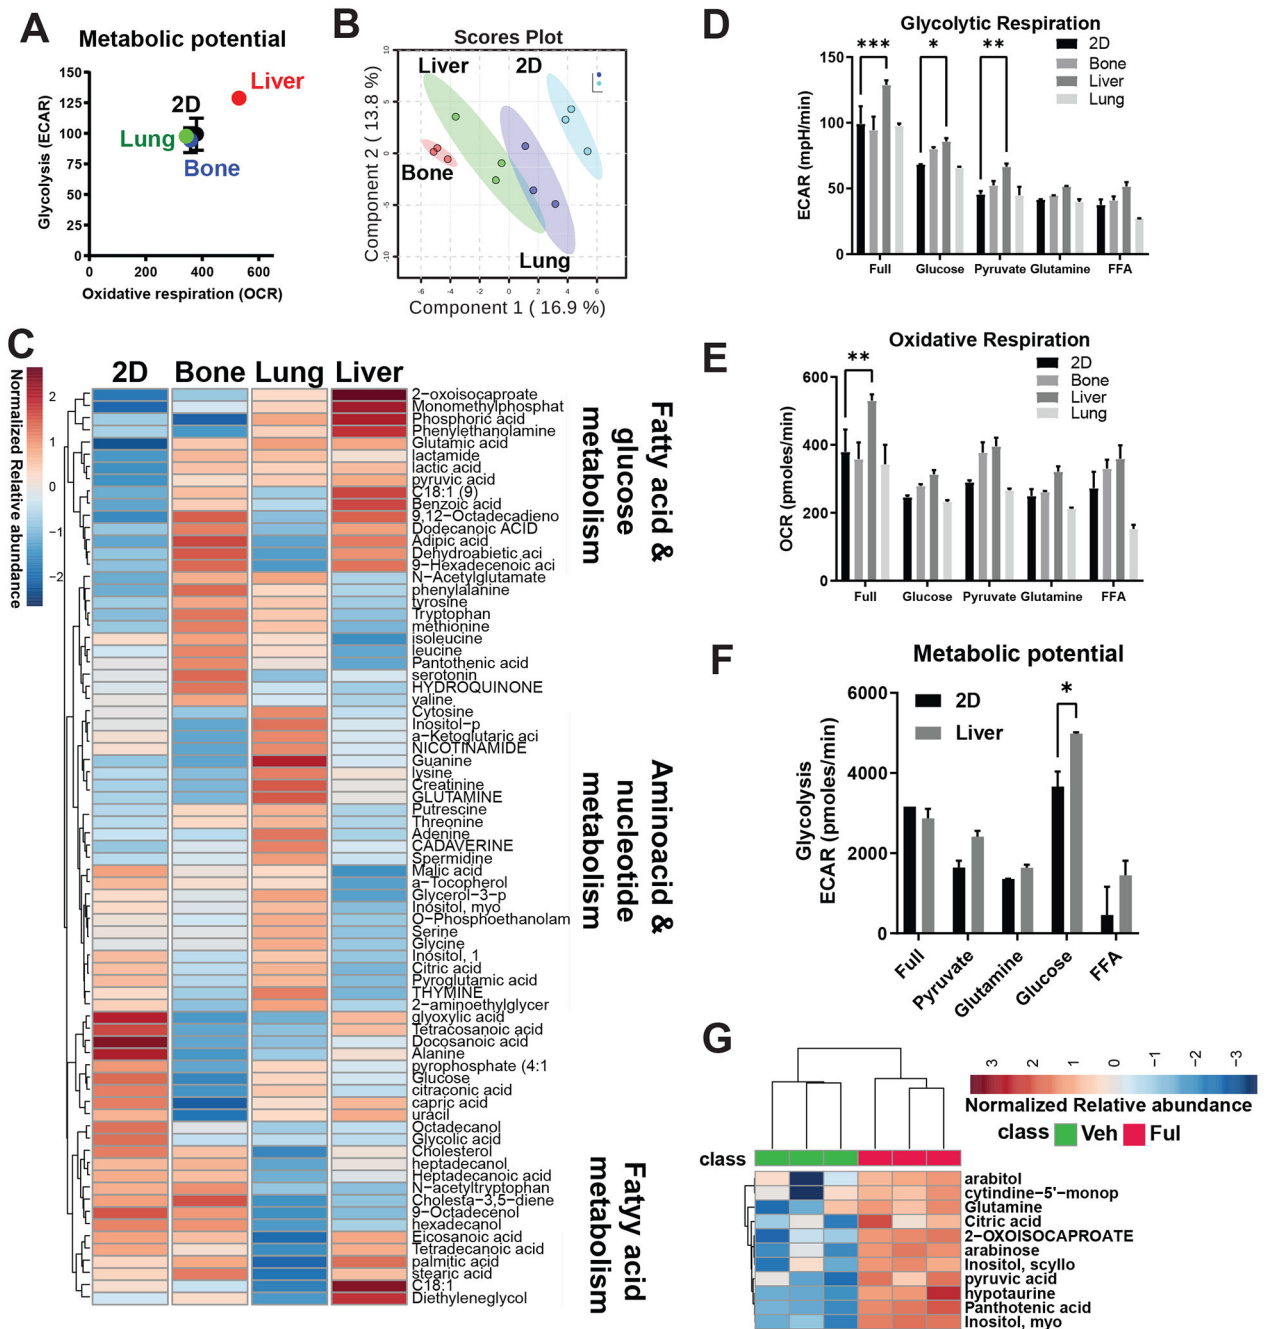 A
Metabolic potential
Glycolysis (ECAR)
150
125
100
75
50
25
0
0 200 400 600
Oxidative respiration (OCR)
Liver
2D
Lung
Bone
B
Scores Plot
Component 2 ( 13.8 %)
10
5
0
-5
-10
-6 -4 -2 0 2 4 6
Component 1 ( 16.9 %)
Liver
2D
Bone
Lung
C
Normalized Relative abundance
2
1
0
−1
−2
2D Bone Lung Liver
2−oxoisocaproate
Monomethylphosphat
Phosphoric acid
Phenylethanolamine
Glutamic acid
lactamide
lactic acid
pyruvic acid
C18:1 (9)
Benzoic acid
9,12−Octadecadieno
Dodecanoic ACID
Adipic acid
Dehydroabietic aci
9−Hexadecenoic aci
N−Acetylglutamate
phenylalanine
tyrosine
Tryptophan
methionine
isoleucine
leucine
Pantothenic acid
serotonin
HYDROQUINONE
valine
Cytosine
Inositol−p
a−Ketoglutaric aci
NICOTINAMIDE
Guanine
lysine
Creatinine
GLUTAMINE
Putrescine
Threonine
Adenine
CADAVERINE
Spermidine
Malic acid
a−Tocopherol
Glycerol−3−p
Inositol, myo
O−Phosphoethanolam
Serine
Glycine
Inositol, 1
Citric acid
Pyroglutamic acid
THYMINE
2−aminoethylglycer
glyoxylic acid
Tetracosanoic acid
Docosanoic acid
Alanine
pyrophosphate (4:1
Glucose
citraconic acid
capric acid
uracil
Octadecanol
Glycolic acid
Cholesterol
heptadecanol
Heptadecanoic acid
N−acetyltryptophan
Cholesta−3,5−diene
9−Octadecenol
hexadecanol
Eicosanoic acid
Tetradecanoic acid
palmitic acid
stearic acid
C18:1
Diethyleneglycol
Fatty acid &
glucose
metabolism
Aminoacid &
nucleotide
metabolism
Fatyy acid
metabolism
D
Glycolytic Respiration
ECAR (mpH/min)
150
100
50
0
*** * **
2D
Bone
Liver
Lung
Full Glucose Pyruvate Glutamine FFA
E
Oxidative Respiration
OCR (pmoles/min)
600
400
200
0
**
2D
Bone
Liver
Lung
Full Glucose Pyruvate Glutamine FFA
F
Metabolic potential
Glycolysis
ECAR (pmoles/min)
6000
4000
2000
0
2D
Liver
*
Full Pyruvate Glutamine Glucose FFA
G
3 2 1 0 −1 −2 −3
Normalized Relative abundance
class Veh Ful
class
arabitol
cytindine−5'−monop
Glutamine
Citric acid
2−OXOISOCAPROATE
arabinose
Inositol, scyllo
pyruvic acid
hypotaurine
Panthotenic acid
Inositol, myo